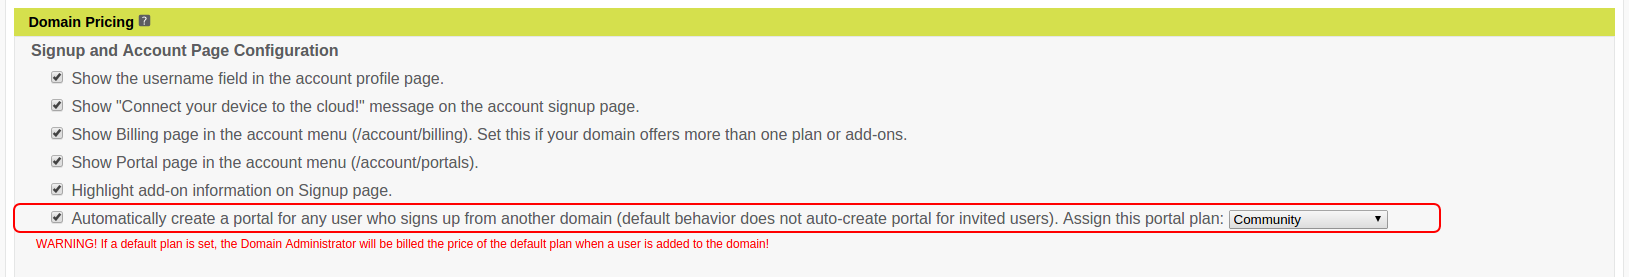 Domain Pricing ?
Signup and Account Page Configuration
Show the username field in the account profile page.
Show "Connect your device to the cloud!" message on the account signup page.
Show Billing page in the account menu (/account/billing). Set this if your domain offers more than one plan or add-ons.
Show Portal page in the account menu (/account/portals).
Highlight add-on information on Signup page.
Automatically create a portal for any user who signs up from another domain (default behavior does not auto-create portal for invited users). Assign this portal plan: Community
WARNING! If a default plan is set, the Domain Administrator will be billed the price of the default plan when a user is added to the domain!